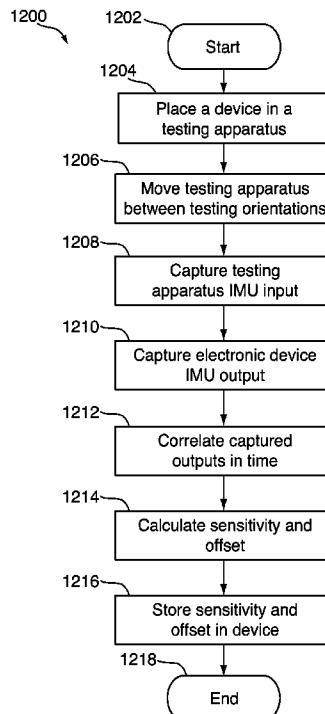 1200
1202
Start
1204
Place a device in a
testing apparatus
1206
Move testing apparatus
between testing orientations
1208
Capture testing
apparatus IMU input
1210
Capture electronic device
IMU output
1212
Correlate captured
outputs in time
1214
Calculate sensitivity and
offset
1216
Store sensitivity and
offset in device
1218
End